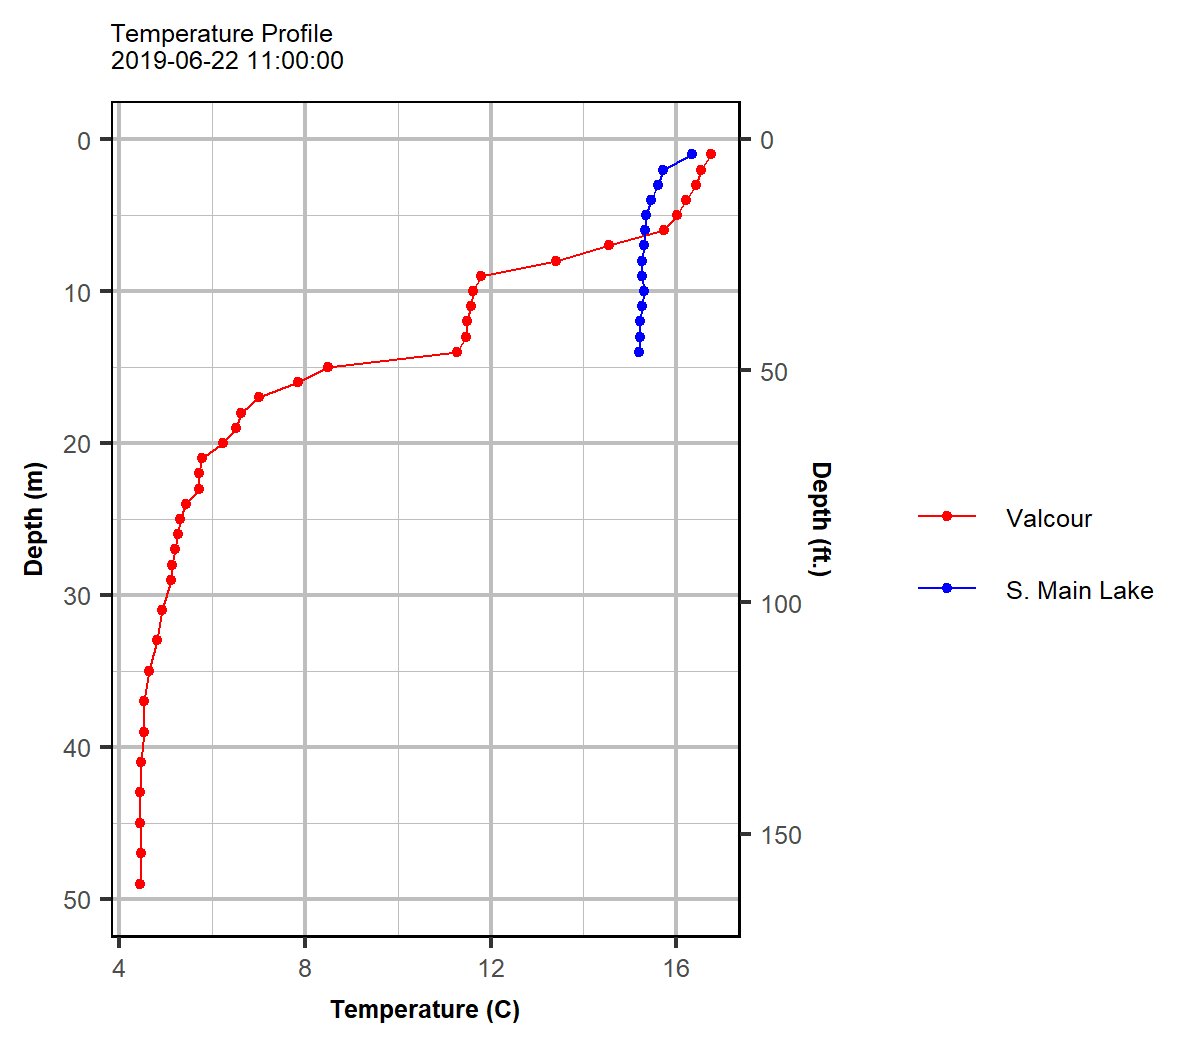 Temperature Profile
2019-06-22 11:00:00
0
10
20
30
40
50
Depth (m)
0
50
100
150
Depth (ft.)
4 8 12 16
Temperature (C)
Valcour
S. Main Lake